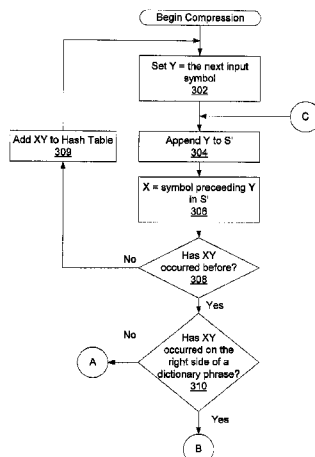 Begin Compression
Set Y = the next input
symbol
302
C
Add XY to Hash Table
309
Append Y to S'
304
X = symbol preceeding Y
in S'
306
No
Has XY
occurred before?
308
Yes
No
Has XY
occurred on the
right side of a
dictionary phrase?
310
A
Yes
B